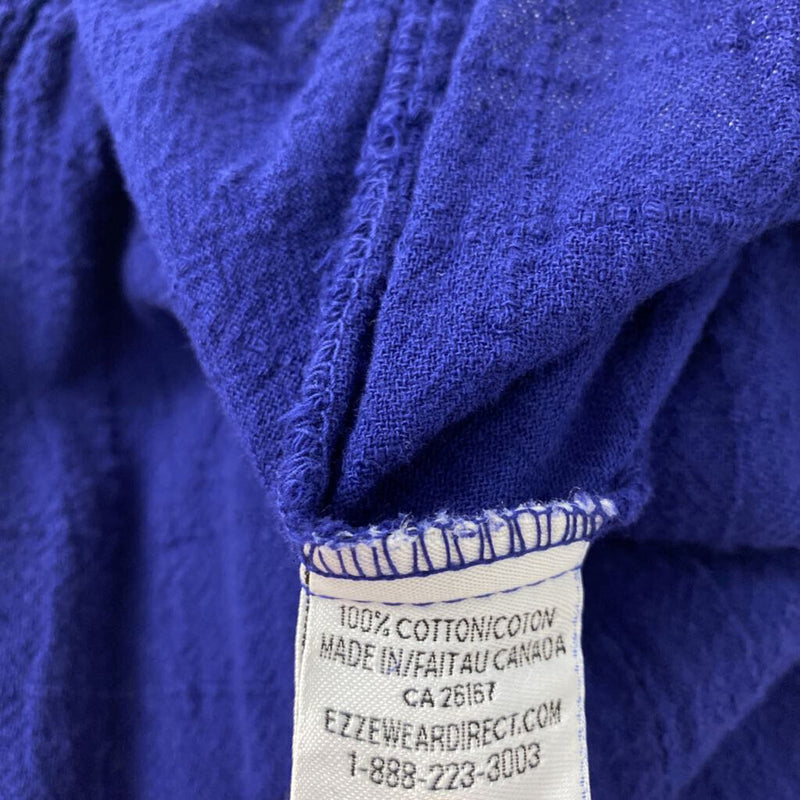 100% COTTON/COTON
MADE IN/FAIT AU CANADA
CA 26167
EZZEWEARDIRECT.COM
1-888-223-3003